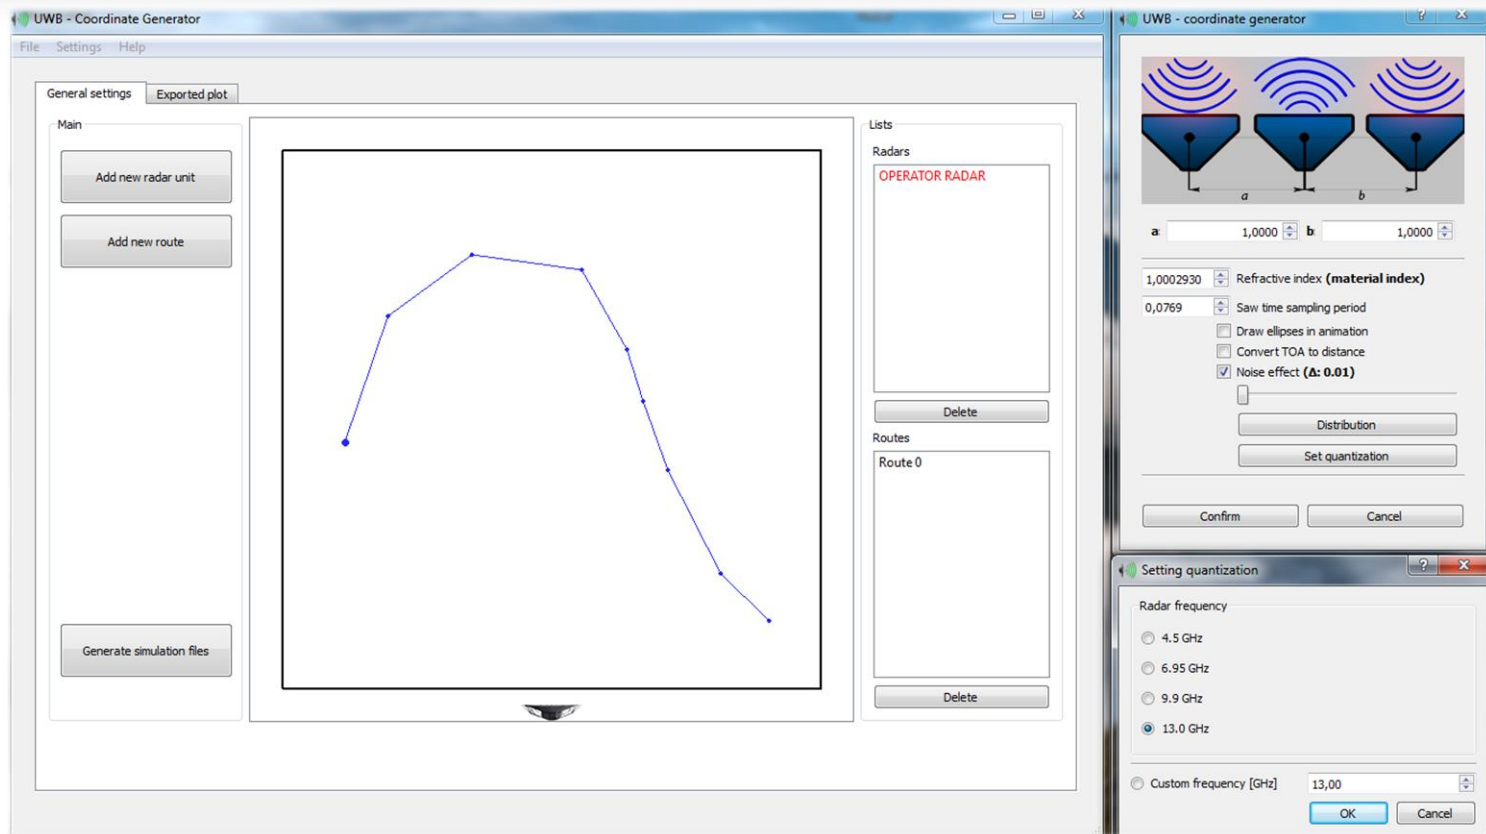 UWB - Coordinate Generator
File Settings Help
General settings Exported plot
Main
Add new radar unit
Add new route
Generate simulation files
Lists
Radars
OPERATOR RADAR
Delete
Routes
Route 0
Delete
UWB - coordinate generator
a b
a: 1,0000 b: 1,0000
1,0002930 Refractive index (material index)
0,0769 Saw time sampling period
Draw ellipses in animation
Convert TOA to distance
Noise effect (Δ: 0.01)
Distribution
Set quantization
Confirm Cancel
Setting quantization
Radar frequency
4.5 GHz
6.95 GHz
9.9 GHz
13.0 GHz
Custom frequency [GHz] 13,00
OK Cancel